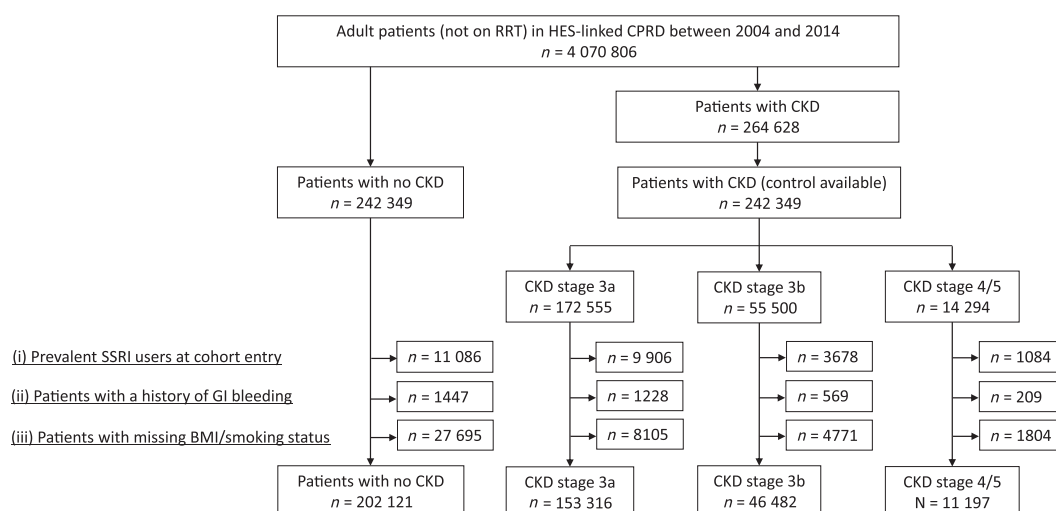 Adult patients (not on RRT) in HES-linked CPRD between 2004 and 2014
n = 4 070 806
Patients with CKD
n = 264 628
Patients with no CKD
n = 242 349
Patients with CKD (control available)
n = 242 349
CKD stage 3a
n = 172 555
CKD stage 3b
n = 55 500
CKD stage 4/5
n = 14 294
(i) Prevalent SSRI users at cohort entry
n = 11 086
n = 9 906
n = 3678
n = 1084
(ii) Patients with a history of GI bleeding
n = 1447
n = 1228
n = 569
n = 209
(iii) Patients with missing BMI/smoking status
n = 27 695
n = 8105
n = 4771
n = 1804
Patients with no CKD
n = 202 121
CKD stage 3a
n = 153 316
CKD stage 3b
n = 46 482
CKD stage 4/5
N = 11 197